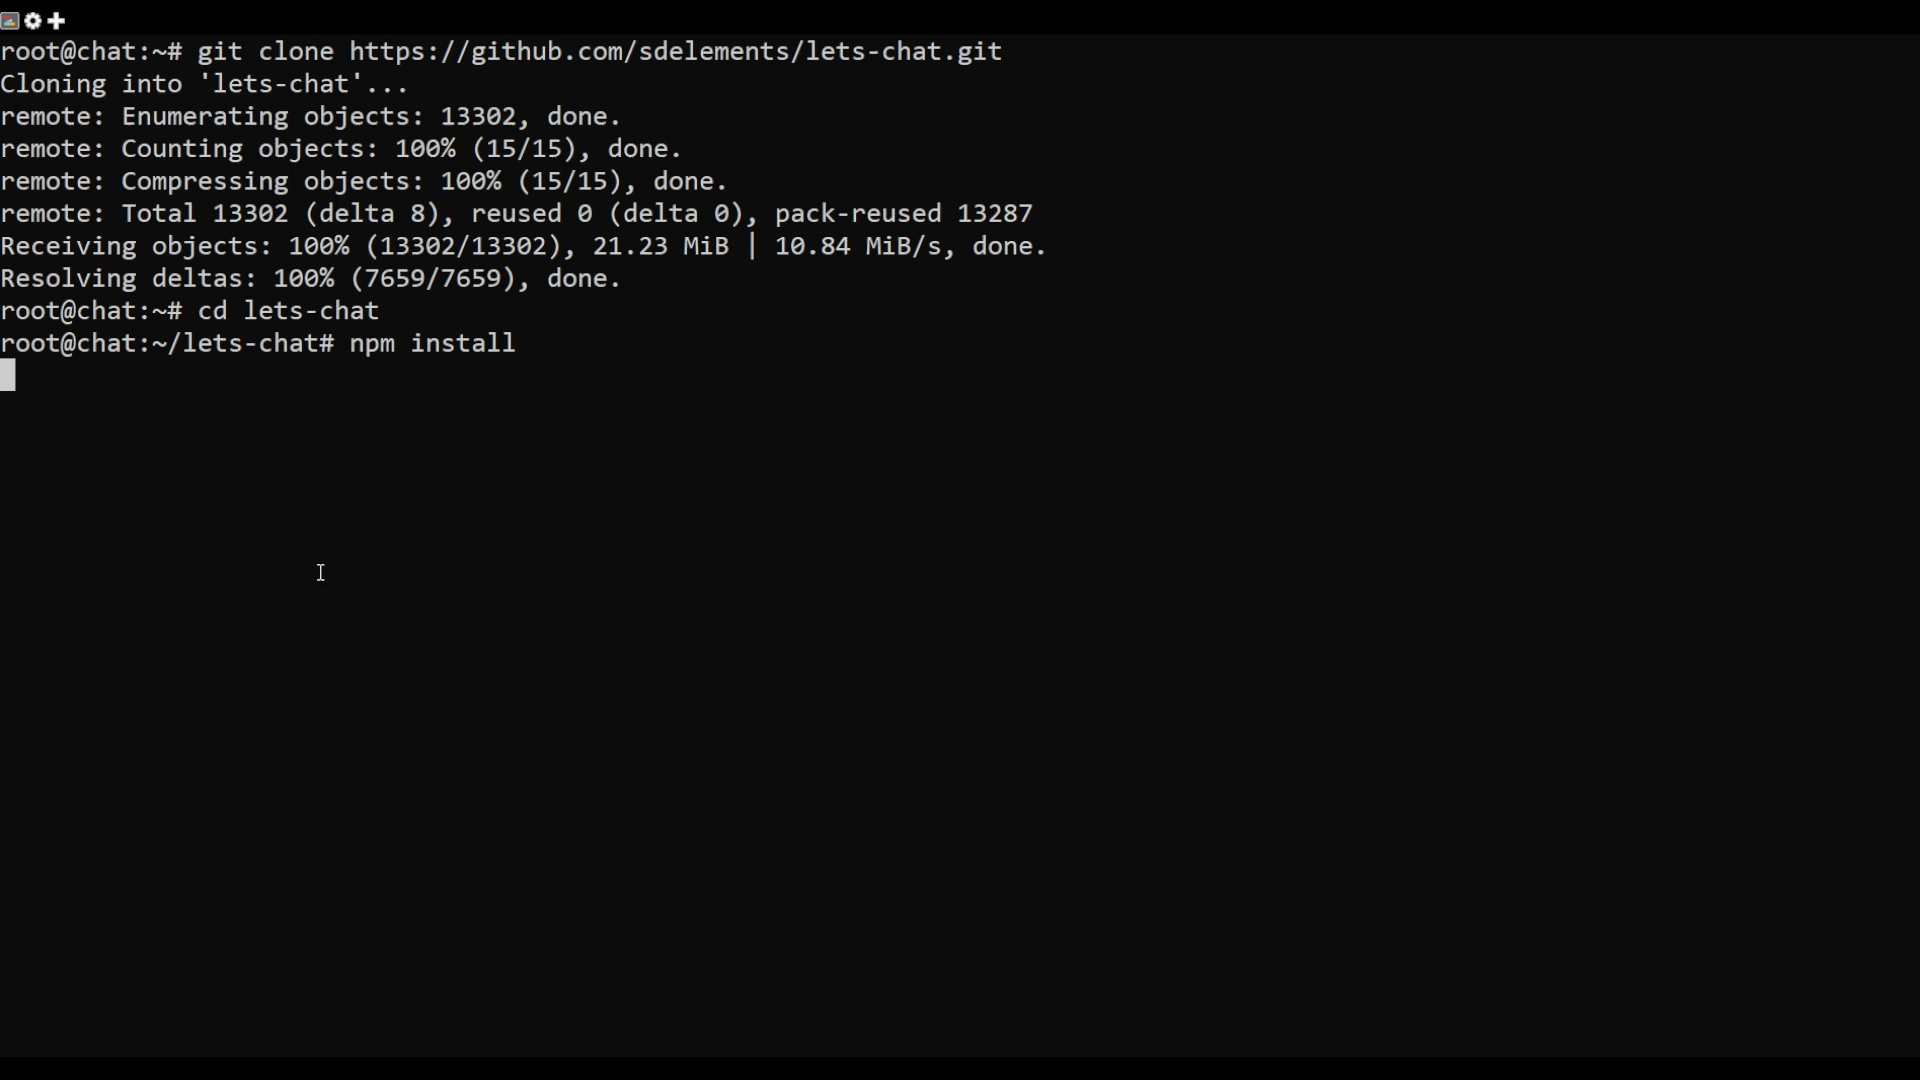 root@chat:~# git clone https://github.com/sdelements/lets-chat.git
Cloning into 'lets-chat'...
remote: Enumerating objects: 13302, done.
remote: Counting objects: 100% (15/15), done.
remote: Compressing objects: 100% (15/15), done.
remote: Total 13302 (delta 8), reused 0 (delta 0), pack-reused 13287
Receiving objects: 100% (13302/13302), 21.23 MiB | 10.84 MiB/s, done.
Resolving deltas: 100% (7659/7659), done.
root@chat:~# cd lets-chat
root@chat:~/lets-chat# npm install